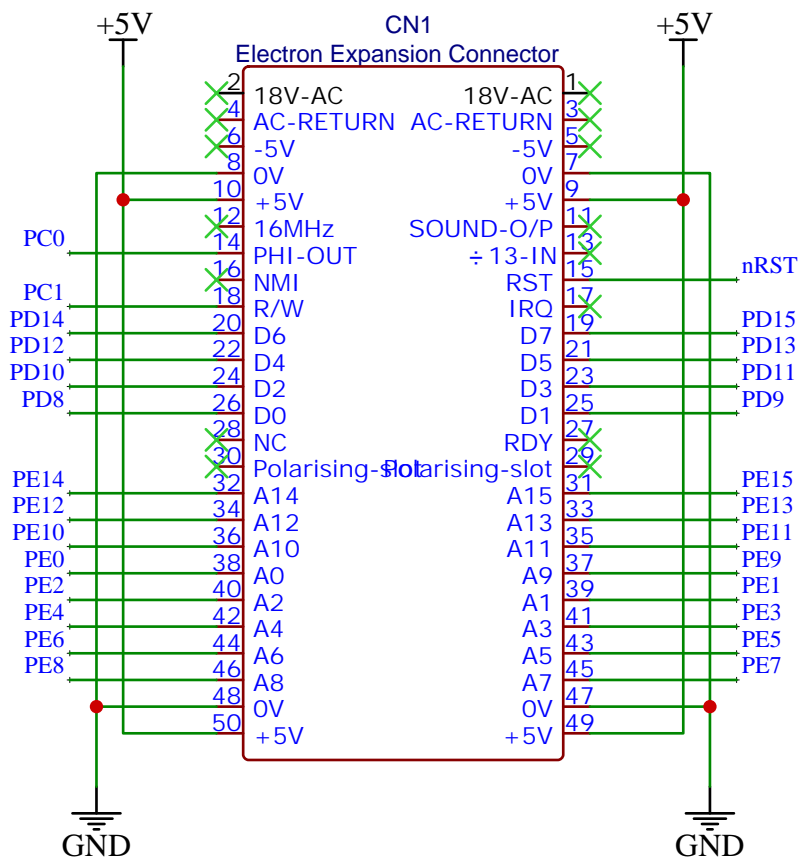 +5V CN1 +5V
Electron Expansion Connector
2 18V-AC 18V-AC 1
4 AC-RETURN AC-RETURN 3
6 -5V -5V 5
8 0V 0V 7
10 +5V +5V 9
12 16MHz SOUND-O/P 11
PC0 14 PHI-OUT ÷13-IN 13
16 NMI RST 15 nRST
PC1 18 R/W IRQ 17
PD14 20 D6 D7 19 PD15
PD12 22 D4 D5 21 PD13
PD10 24 D2 D3 23 PD11
PD8 26 D0 D1 25 PD9
28 NC RDY 27
30 Polarising-slot Polarising-slot 29
PE14 32 A14 A15 31 PE15
PE12 34 A12 A13 33 PE13
PE10 36 A10 A11 35 PE11
PE0 38 A0 A9 37 PE9
PE2 40 A2 A1 39 PE1
PE4 42 A4 A3 41 PE3
PE6 44 A6 A5 43 PE5
PE8 46 A8 A7 45 PE7
48 0V 0V 47
50 +5V +5V 49
GND GND